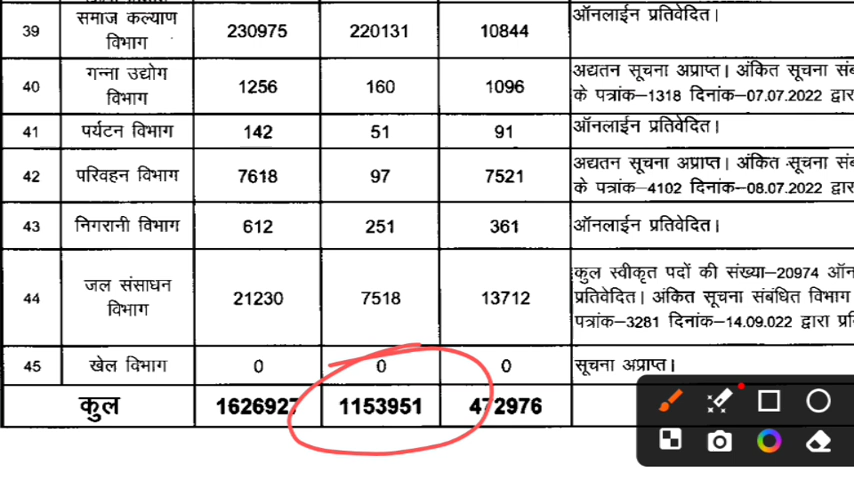 39 समाज कल्याण विभाग 230975 220131 10844 ऑनलाईन प्रतिवेदित।
40 गन्ना उद्योग विभाग 1256 160 1096 अद्यतन सूचना अप्राप्त। अंकित सूचना
के पत्रांक–1318 दिनांक–07.07.2022
41 पर्यटन विभाग 142 51 91 ऑनलाईन प्रतिवेदित।
42 परिवहन विभाग 7618 97 7521 अद्यतन सूचना अप्राप्त। अंकित सूचना
के पत्रांक–4102 दिनांक–08.07.2022
43 निगरानी विभाग 612 251 361 ऑनलाईन प्रतिवेदित।
44 जल संसाधन विभाग 21230 7518 13712 कुल स्वीकृत पदों की संख्या–20974
प्रतिवेदित। अंकित सूचना संबंधित विभाग
पत्रांक–3281 दिनांक–14.09.022 द्वारा
45 खेल विभाग 0 0 0 सूचना अप्राप्त।
कुल 1626927 1153951 472976